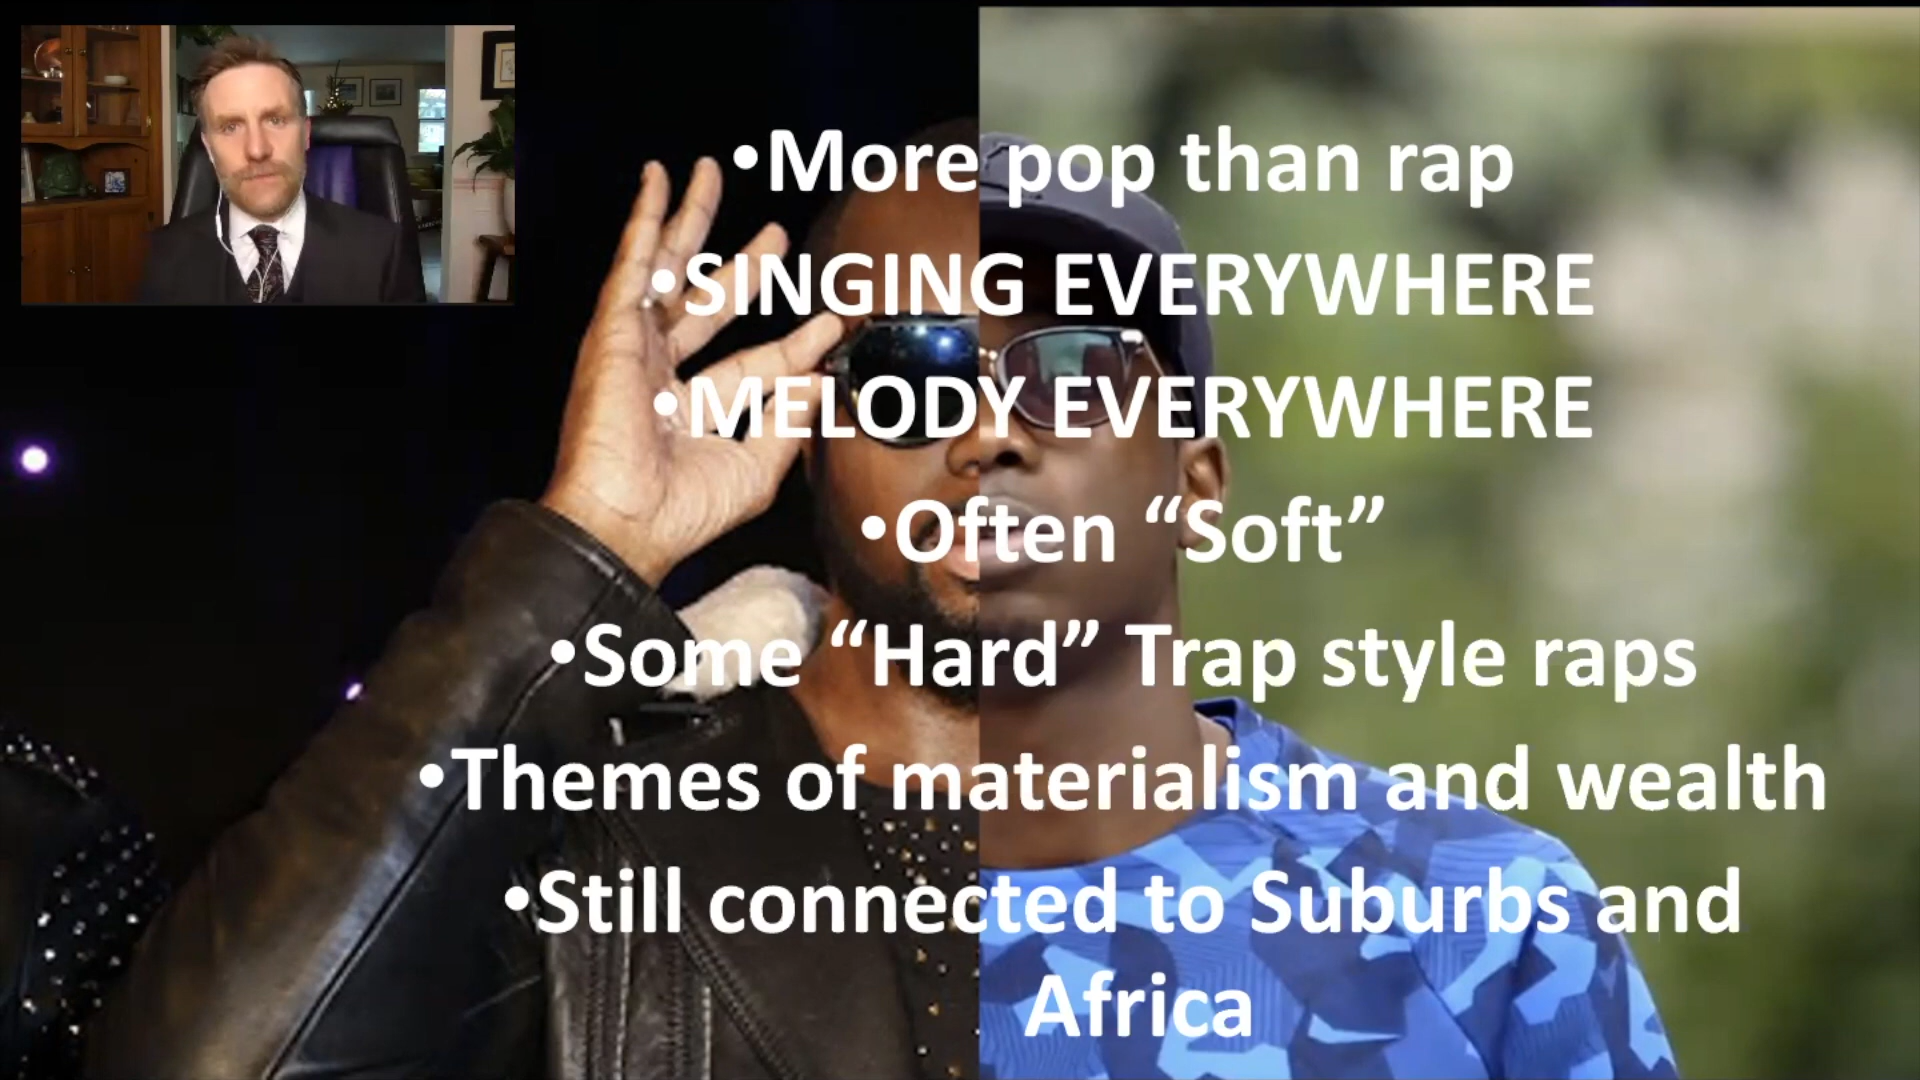 •More pop than rap
•SINGING EVERYWHERE
•MELODY EVERYWHERE
•Often “Soft”
•Some “Hard” Trap style raps
•Themes of materialism and wealth
•Still connected to Suburbs and
Africa